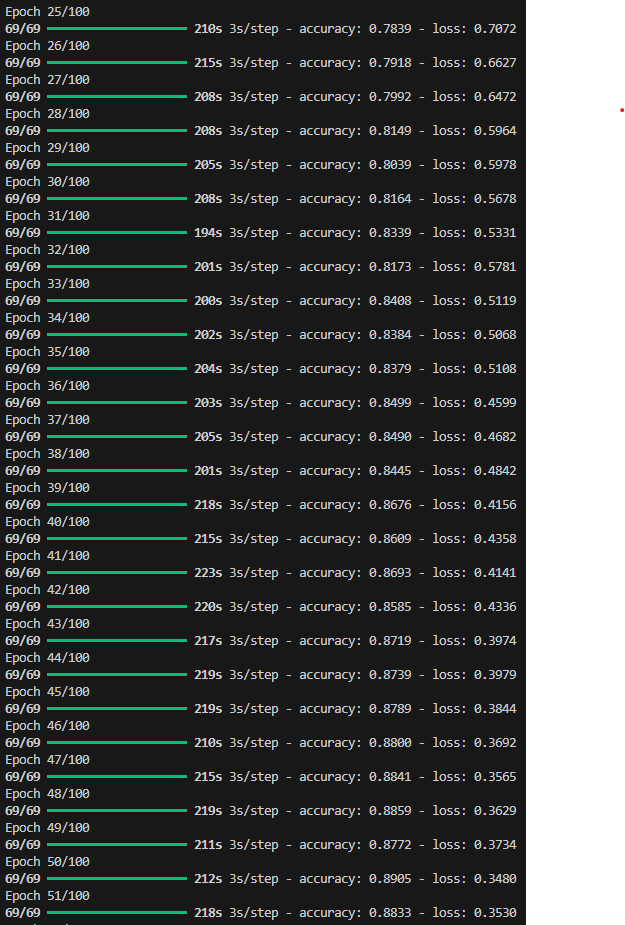 Epoch 25/100
69/69 210s 3s/step - accuracy: 0.7839 - loss: 0.7072
Epoch 26/100
69/69 215s 3s/step - accuracy: 0.7918 - loss: 0.6627
Epoch 27/100
69/69 208s 3s/step - accuracy: 0.7992 - loss: 0.6472
Epoch 28/100
69/69 208s 3s/step - accuracy: 0.8149 - loss: 0.5964
Epoch 29/100
69/69 205s 3s/step - accuracy: 0.8039 - loss: 0.5978
Epoch 30/100
69/69 208s 3s/step - accuracy: 0.8164 - loss: 0.5678
Epoch 31/100
69/69 194s 3s/step - accuracy: 0.8339 - loss: 0.5331
Epoch 32/100
69/69 201s 3s/step - accuracy: 0.8173 - loss: 0.5781
Epoch 33/100
69/69 200s 3s/step - accuracy: 0.8408 - loss: 0.5119
Epoch 34/100
69/69 202s 3s/step - accuracy: 0.8384 - loss: 0.5068
Epoch 35/100
69/69 204s 3s/step - accuracy: 0.8379 - loss: 0.5108
Epoch 36/100
69/69 203s 3s/step - accuracy: 0.8499 - loss: 0.4599
Epoch 37/100
69/69 205s 3s/step - accuracy: 0.8490 - loss: 0.4682
Epoch 38/100
69/69 201s 3s/step - accuracy: 0.8445 - loss: 0.4842
Epoch 39/100
69/69 218s 3s/step - accuracy: 0.8676 - loss: 0.4156
Epoch 40/100
69/69 215s 3s/step - accuracy: 0.8609 - loss: 0.4358
Epoch 41/100
69/69 223s 3s/step - accuracy: 0.8693 - loss: 0.4141
Epoch 42/100
69/69 220s 3s/step - accuracy: 0.8585 - loss: 0.4336
Epoch 43/100
69/69 217s 3s/step - accuracy: 0.8719 - loss: 0.3974
Epoch 44/100
69/69 219s 3s/step - accuracy: 0.8739 - loss: 0.3979
Epoch 45/100
69/69 219s 3s/step - accuracy: 0.8789 - loss: 0.3844
Epoch 46/100
69/69 210s 3s/step - accuracy: 0.8800 - loss: 0.3692
Epoch 47/100
69/69 215s 3s/step - accuracy: 0.8841 - loss: 0.3565
Epoch 48/100
69/69 219s 3s/step - accuracy: 0.8859 - loss: 0.3629
Epoch 49/100
69/69 211s 3s/step - accuracy: 0.8772 - loss: 0.3734
Epoch 50/100
69/69 212s 3s/step - accuracy: 0.8905 - loss: 0.3480
Epoch 51/100
69/69 218s 3s/step - accuracy: 0.8833 - loss: 0.3530